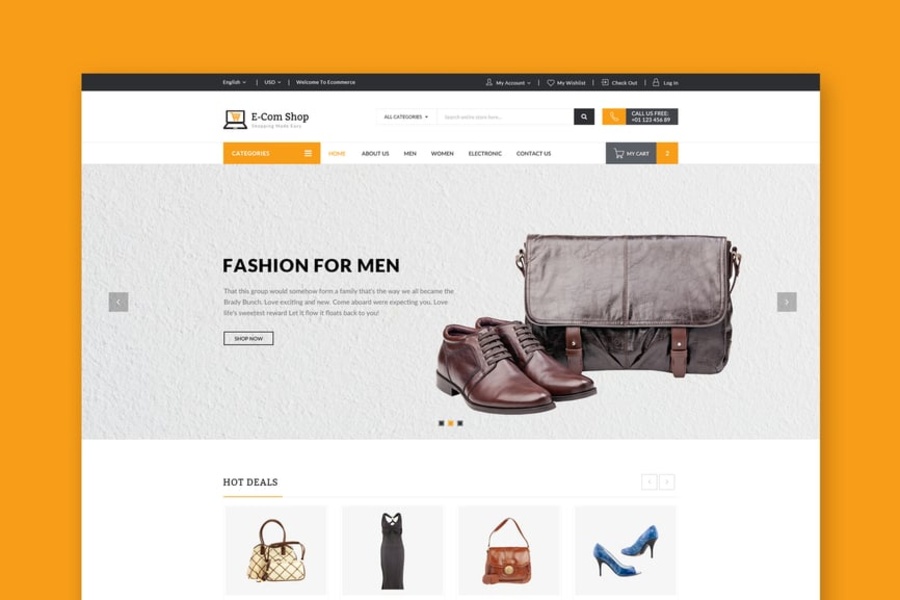 English
USD
Welcome To Ecommerce
My Account
My Wishlist
Check Out
Log In
W
E-Com Shop
Shopping Made Easy
ALL CATEGORIES
Search entire store here...
CALL US FREE:
+01 123 456 89
CATEGORIES
HOME
ABOUT US
MEN
WOMEN
ELECTRONIC
CONTACT US
MY CART
2
FASHION FOR MEN
That this group would somehow form a family that's the way we all became the
Brady Bunch. Love exciting and new. Come aboard were expecting you. Love
life's sweetest reward Let it flow it floats back to you!
SHOP NOW
HOT DEALS